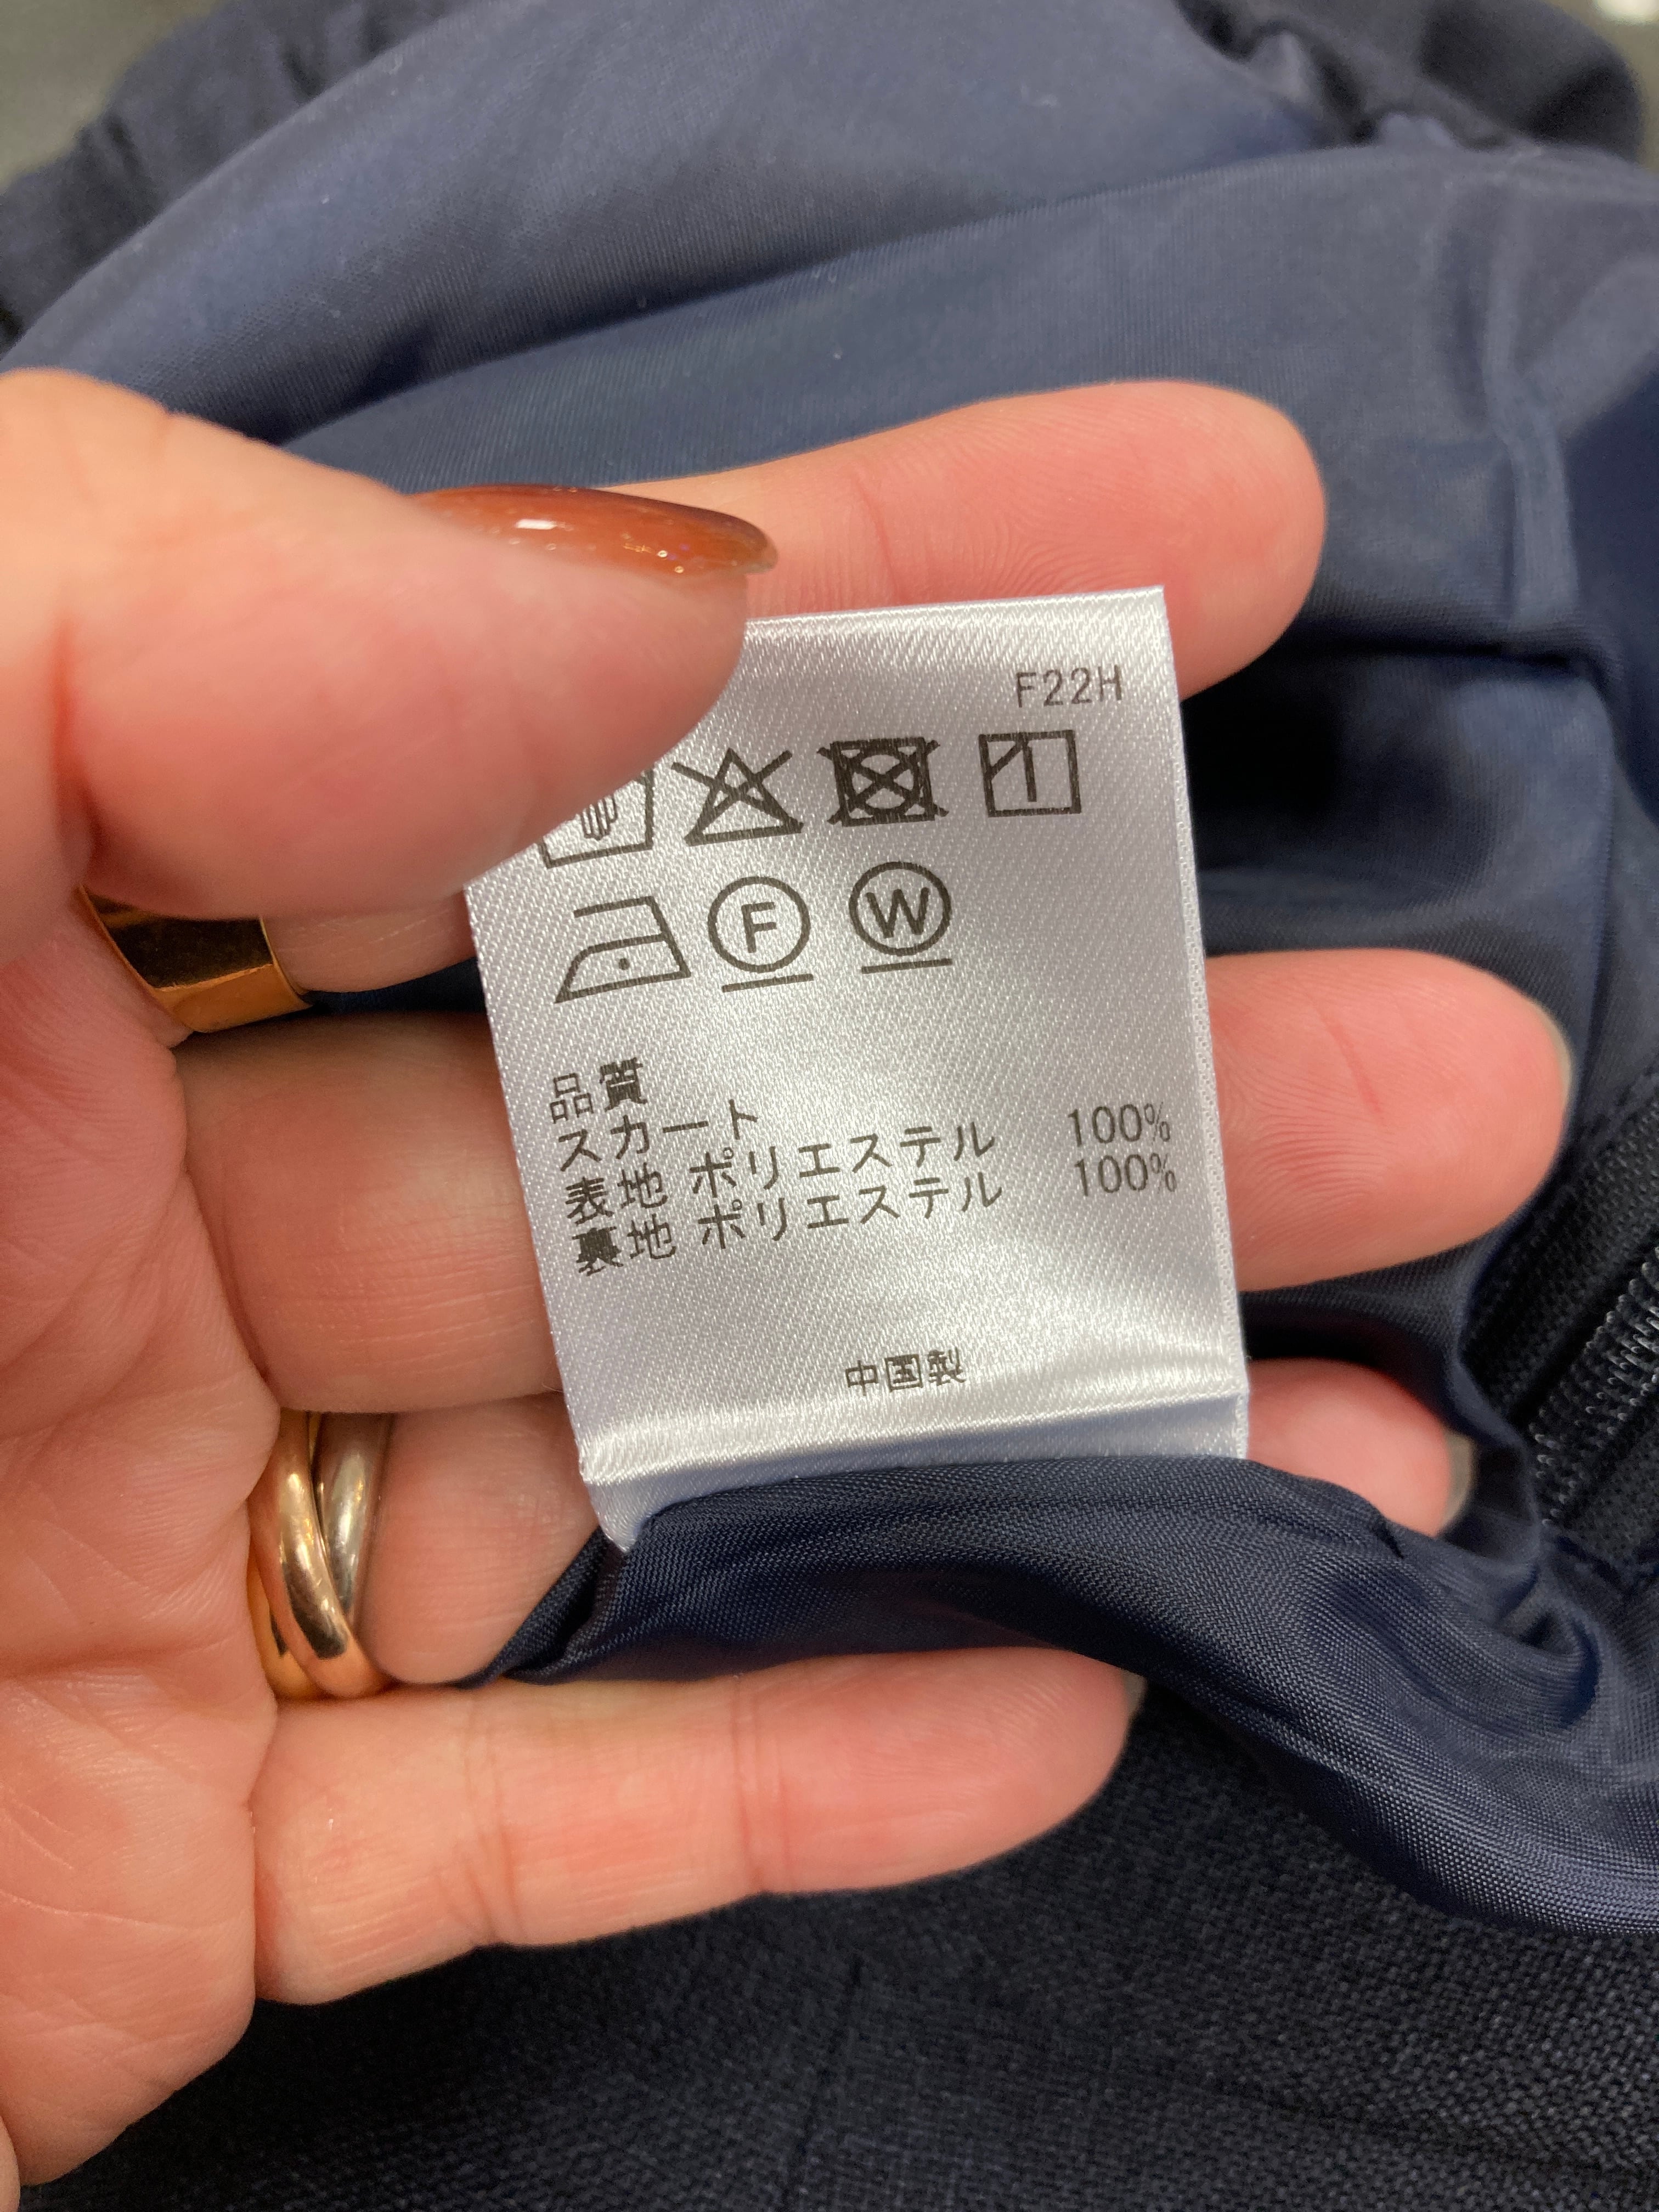 F22H
F W
品質
スカート
表地 ポリエステル 100%
裏地 ポリエステル 100%
中国製